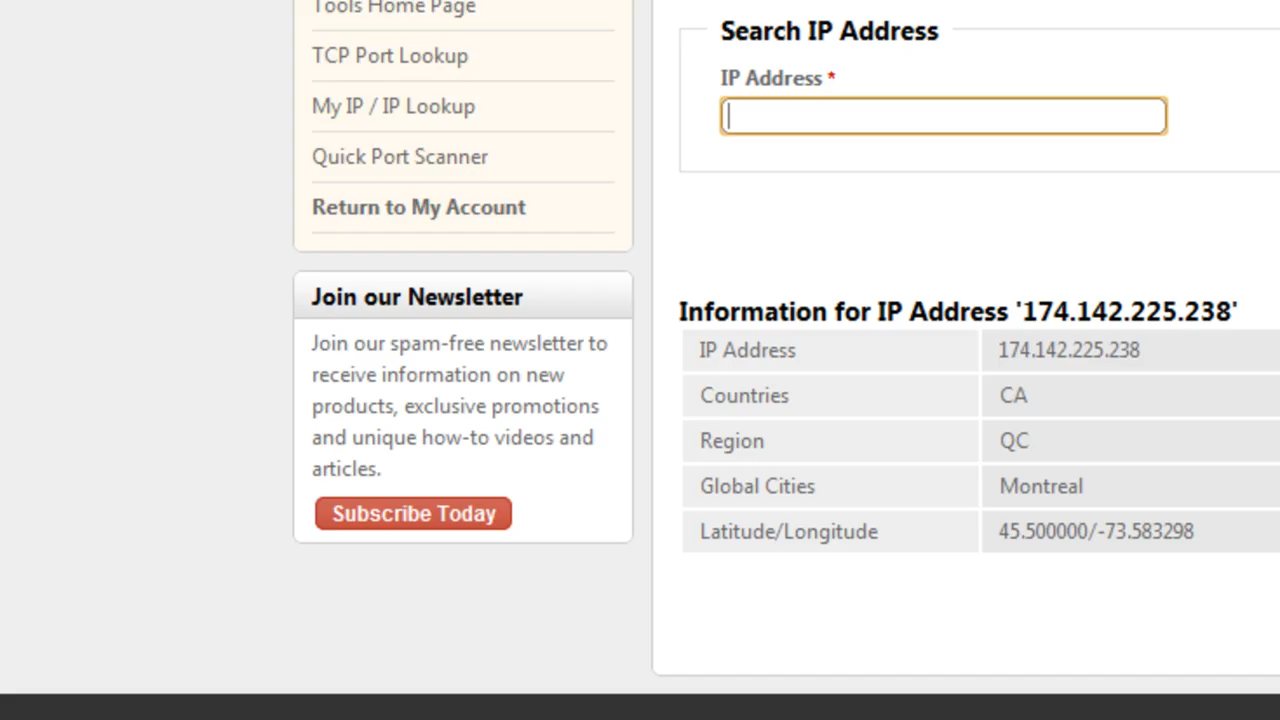 Tools Home Page
TCP Port Lookup
My IP / IP Lookup
Quick Port Scanner
Return to My Account
Join our Newsletter
Join our spam-free newsletter to
receive information on new
products, exclusive promotions
and unique how-to videos and
articles.
Subscribe Today
Search IP Address
IP Address *
Information for IP Address '174.142.225.238'
IP Address 174.142.225.238
Countries CA
Region QC
Global Cities Montreal
Latitude/Longitude 45.500000/-73.583298